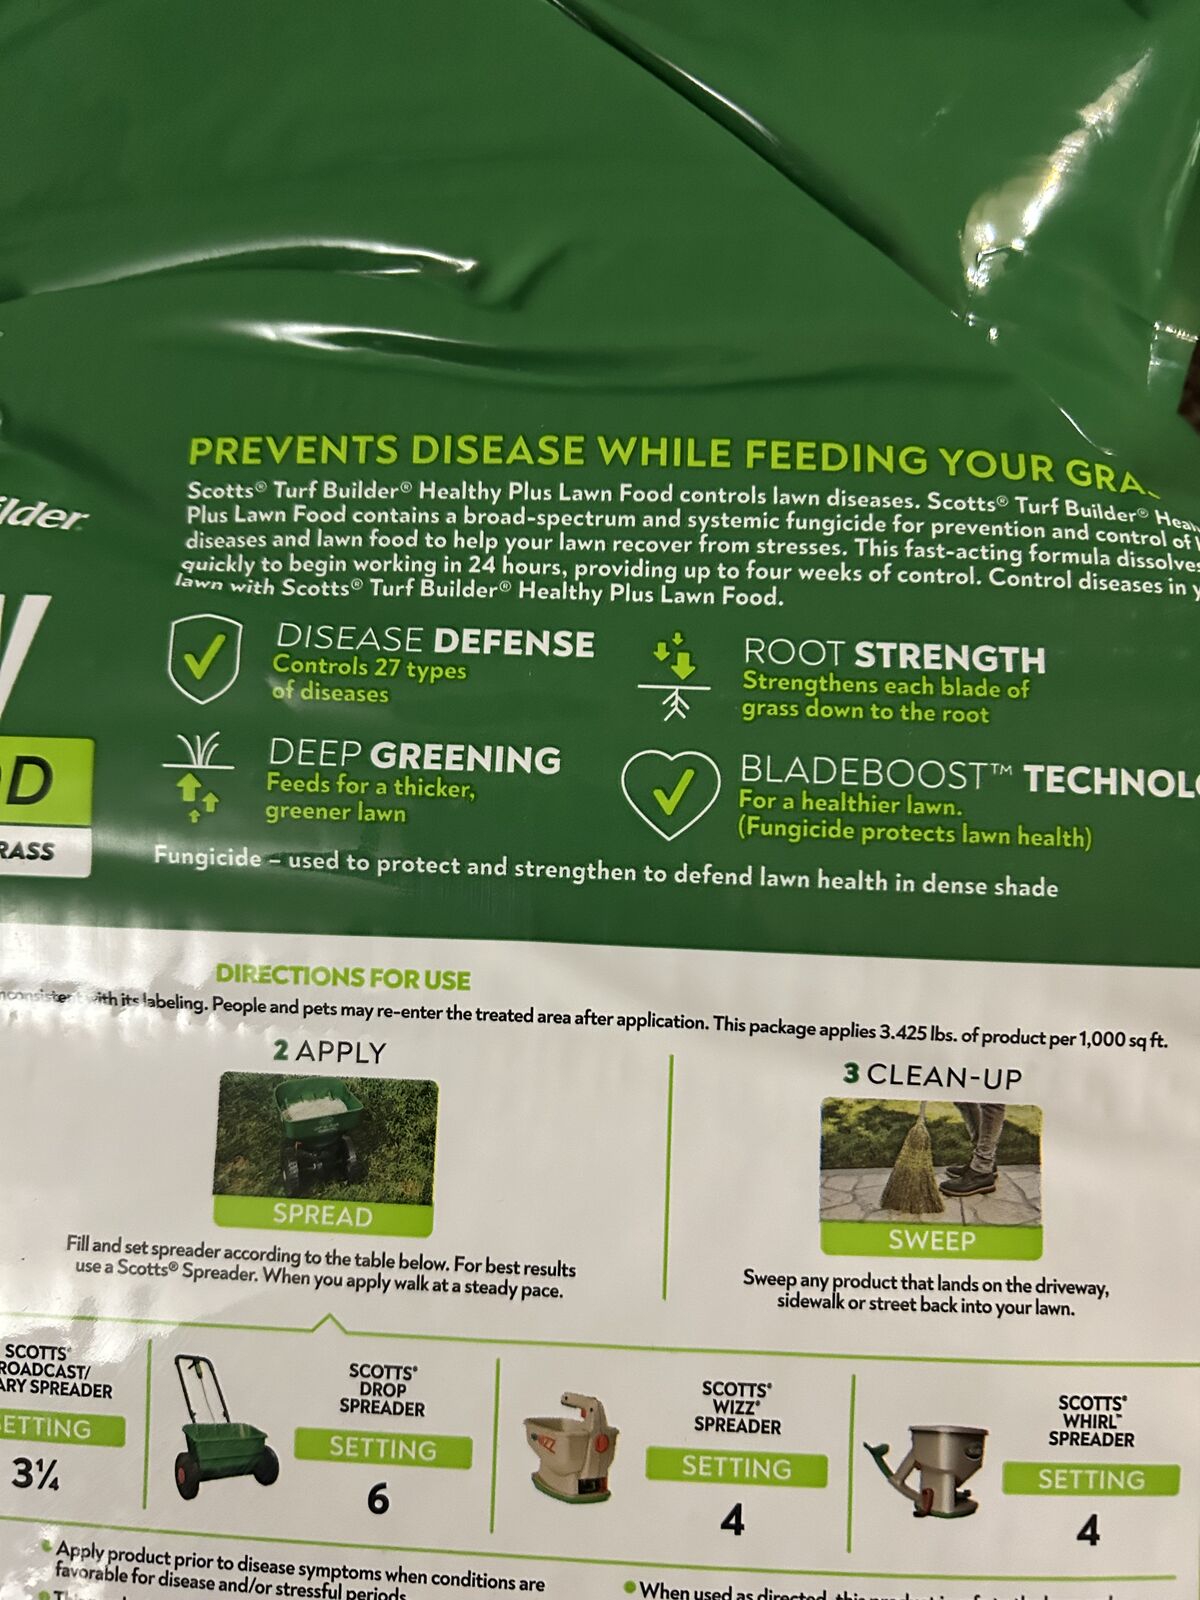 ilder
PREVENTS DISEASE WHILE FEEDING YOUR GRA
Scotts® Turf Builder® Healthy Plus Lawn Food controls lawn diseases. Scotts® Turf Builder® Hea
Plus Lawn Food contains a broad-spectrum and systemic fungicide for prevention and control of
diseases and lawn food to help your lawn recover from stresses. This fast-acting formula dissolves
quickly to begin working in 24 hours, providing up to four weeks of control. Control diseases in y
lawn with Scotts® Turf Builder® Healthy Plus Lawn Food.
DISEASE DEFENSE
Controls 27 types
of diseases
ROOT STRENGTH
Strengthens each blade of
grass down to the root
DEEP GREENING
Feeds for a thicker,
greener lawn
BLADEBOOST™ TECHNOL
For a healthier lawn.
(Fungicide protects lawn health)
OD
RASS
Fungicide – used to protect and strengthen to defend lawn health in dense shade
DIRECTIONS FOR USE
nconsistent with its labeling. People and pets may re-enter the treated area after application. This package applies 3.425 lbs. of product per 1,000 sq ft.
2 APPLY
SPREAD
Fill and set spreader according to the table below. For best results
use a Scotts® Spreader. When you apply walk at a steady pace.
3 CLEAN-UP
SWEEP
Sweep any product that lands on the driveway,
sidewalk or street back into your lawn.
SCOTTS®
ROADCAST/
ARY SPREADER
SETTING
3¼
SCOTTS®
DROP
SPREADER
SETTING
6
WIZZ
SCOTTS®
WIZZ®
SPREADER
SETTING
4
SCOTTS®
WHIRL™
SPREADER
SETTING
4
Apply product prior to disease symptoms when conditions are
favorable for disease and/or stressful periods
When used as directed, this